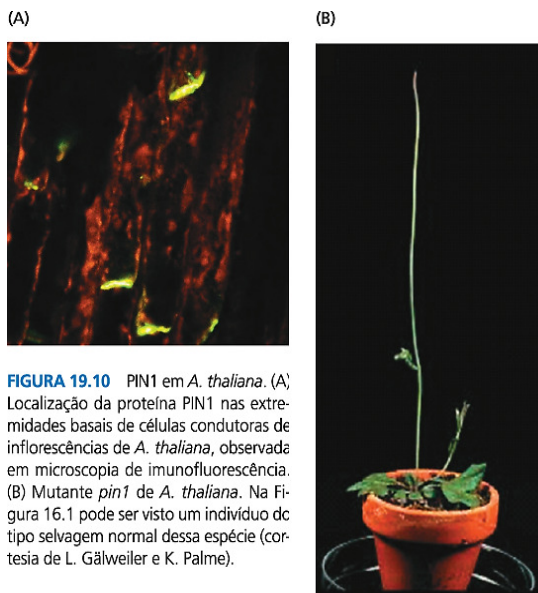 (A)
(B)
FIGURA 19.10 PIN1 em A. thaliana. (A)
Localização da proteína PIN1 nas extre-
midades basais de células condutoras de
inflorescências de A. thaliana, observada
em microscopia de imunofluorescência.
(B) Mutante pin1 de A. thaliana. Na Fi-
gura 16.1 pode ser visto um indivíduo do
tipo selvagem normal dessa espécie (cor-
tesia de L. Gälweiler e K. Palme).